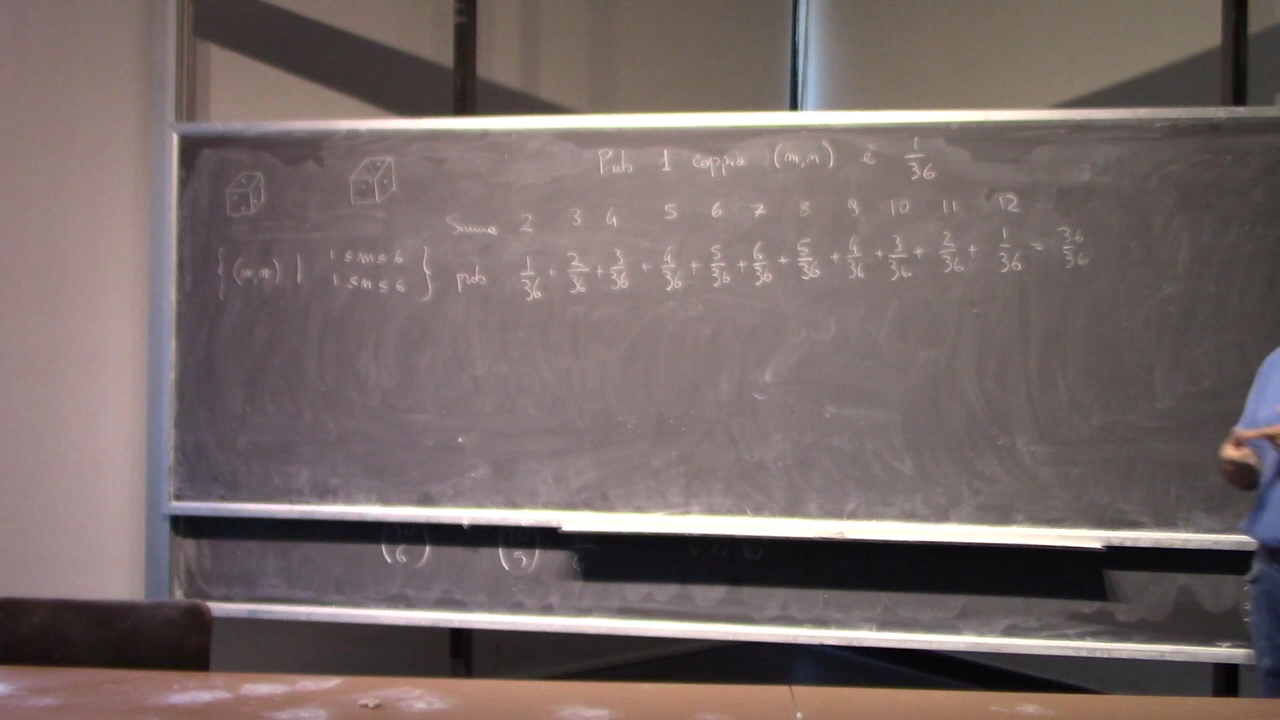 Prob 1 coppia (m,n) è 1/36
Somma 2 3 4 5 6 7 8 9 10 11 12
{ (m,n) | 1 ≤ m ≤ 6 1 ≤ n ≤ 6 } prob 1/36 + 2/36 + 3/36 + 4/36 + 5/36 + 6/36 + 5/36 + 4/36 + 3/36 + 2/36 + 1/36 = 36/36